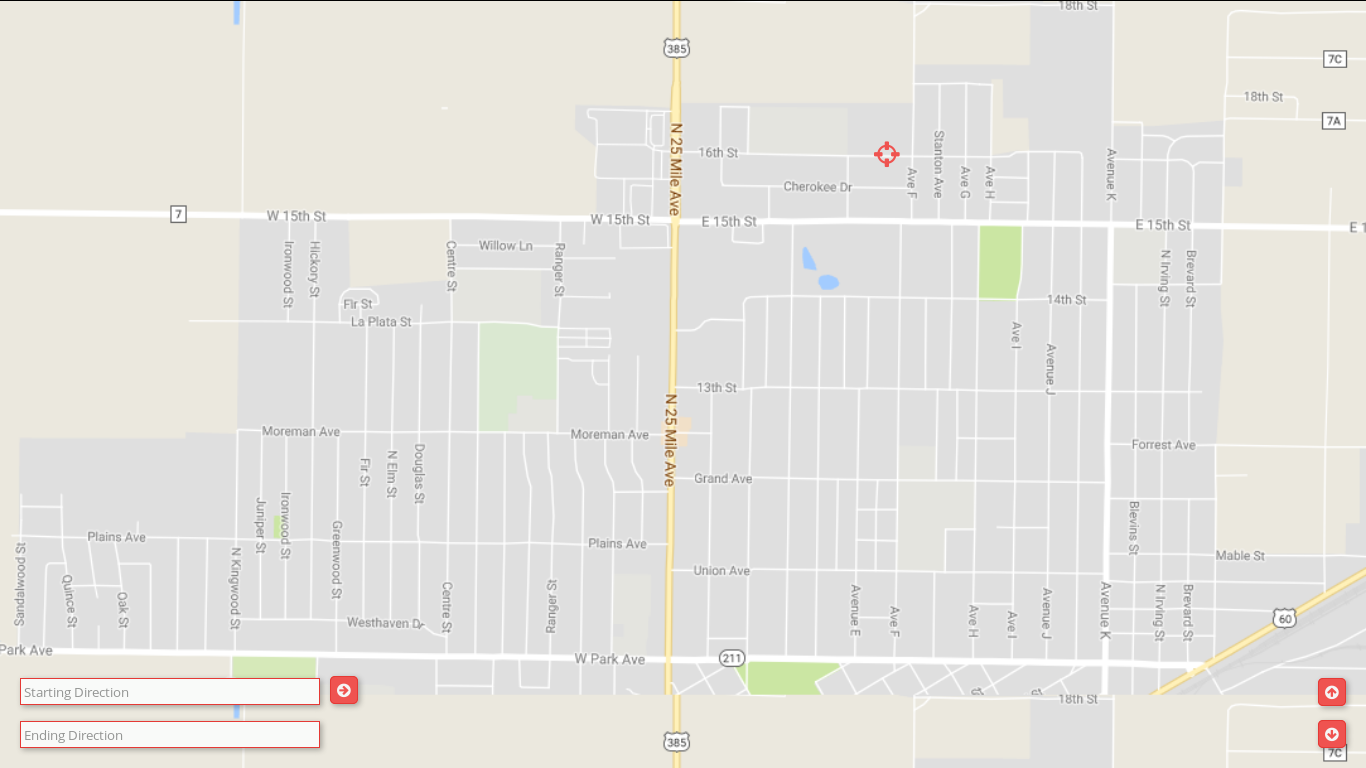 18th St
385
7C
18th St
7A
N 25 Mile Ave
16th St
Stanton Ave
Avenue K
Ave F
Ave G
Ave H
Cherokee Dr
7
W 15th St
W 15th St
E 15th St
E 15th St
E 1
Ironwood St
Hickory St
Centre St
Willow Ln
Ranger St
N Irving St
Brevard St
Fir St
14th St
La Plata St
Ave I
Avenue J
13th St
N 25 Mile Ave
Moreman Ave
Moreman Ave
Forrest Ave
Fir St
N Elm St
Douglas St
Grand Ave
Juniper St
Ironwood St
Greenwood St
Blevins St
Plains Ave
Plains Ave
Sandalwood St
Mable St
Union Ave
Quince St
Oak St
N Kingwood St
Centre St
Ranger St
Avenue E
Ave F
Ave H
Ave I
Avenue J
Avenue K
N Irving St
Brevard St
60
Westhaven Dr
Park Ave
W Park Ave
211
Starting Direction
18th St
Ending Direction
385
7C